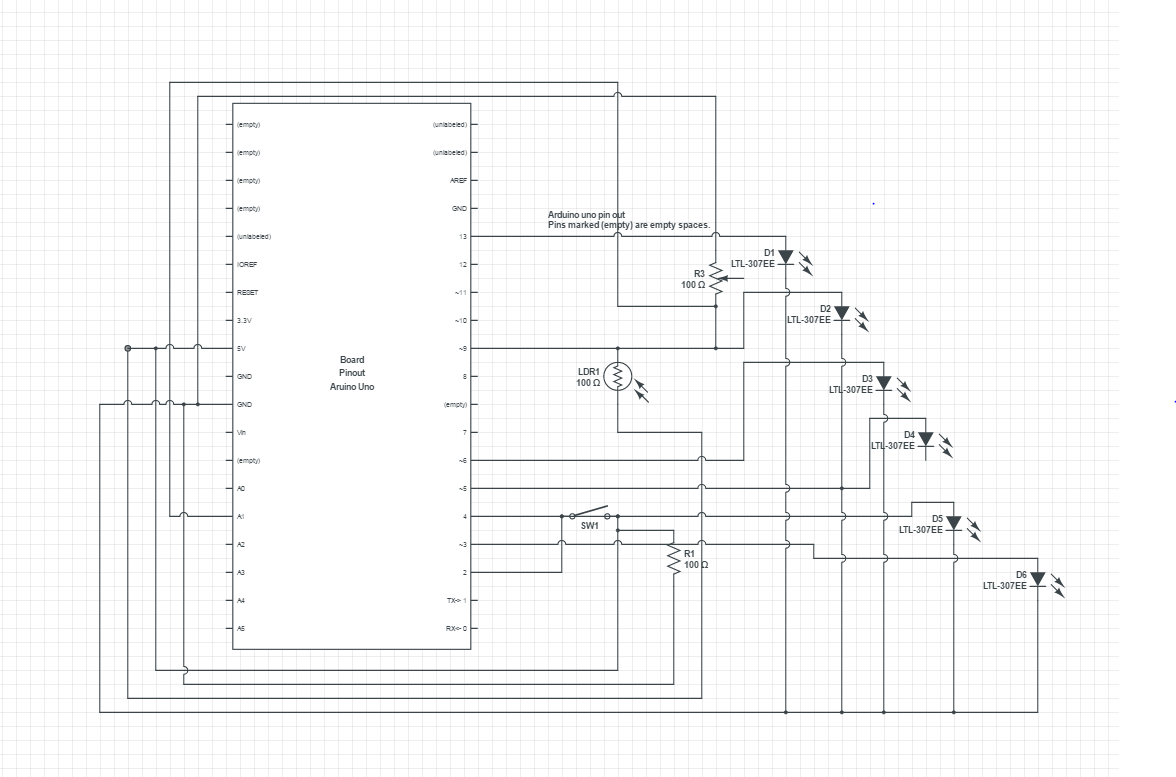 (empty)
(unlabeled)
(empty)
(unlabeled)
(empty)
AREF
(empty)
GND
Arduino uno pin out
Pins marked (empty) are empty spaces.
(unlabeled)
13
D1
LTL-307EE
IOREF
12
R3
100 Ω
RESET
~11
D2
LTL-307EE
3.3V
~10
5V
~9
Board
Pinout
Aruino Uno
GND
8
LDR1
100 Ω
D3
LTL-307EE
GND
(empty)
Vin
7
D4
LTL-307EE
(empty)
~6
A0
~5
A1
4
SW1
D5
LTL-307EE
A2
~3
R1
100 Ω
A3
2
D6
LTL-307EE
A4
TX-> 1
A5
RX<- 0